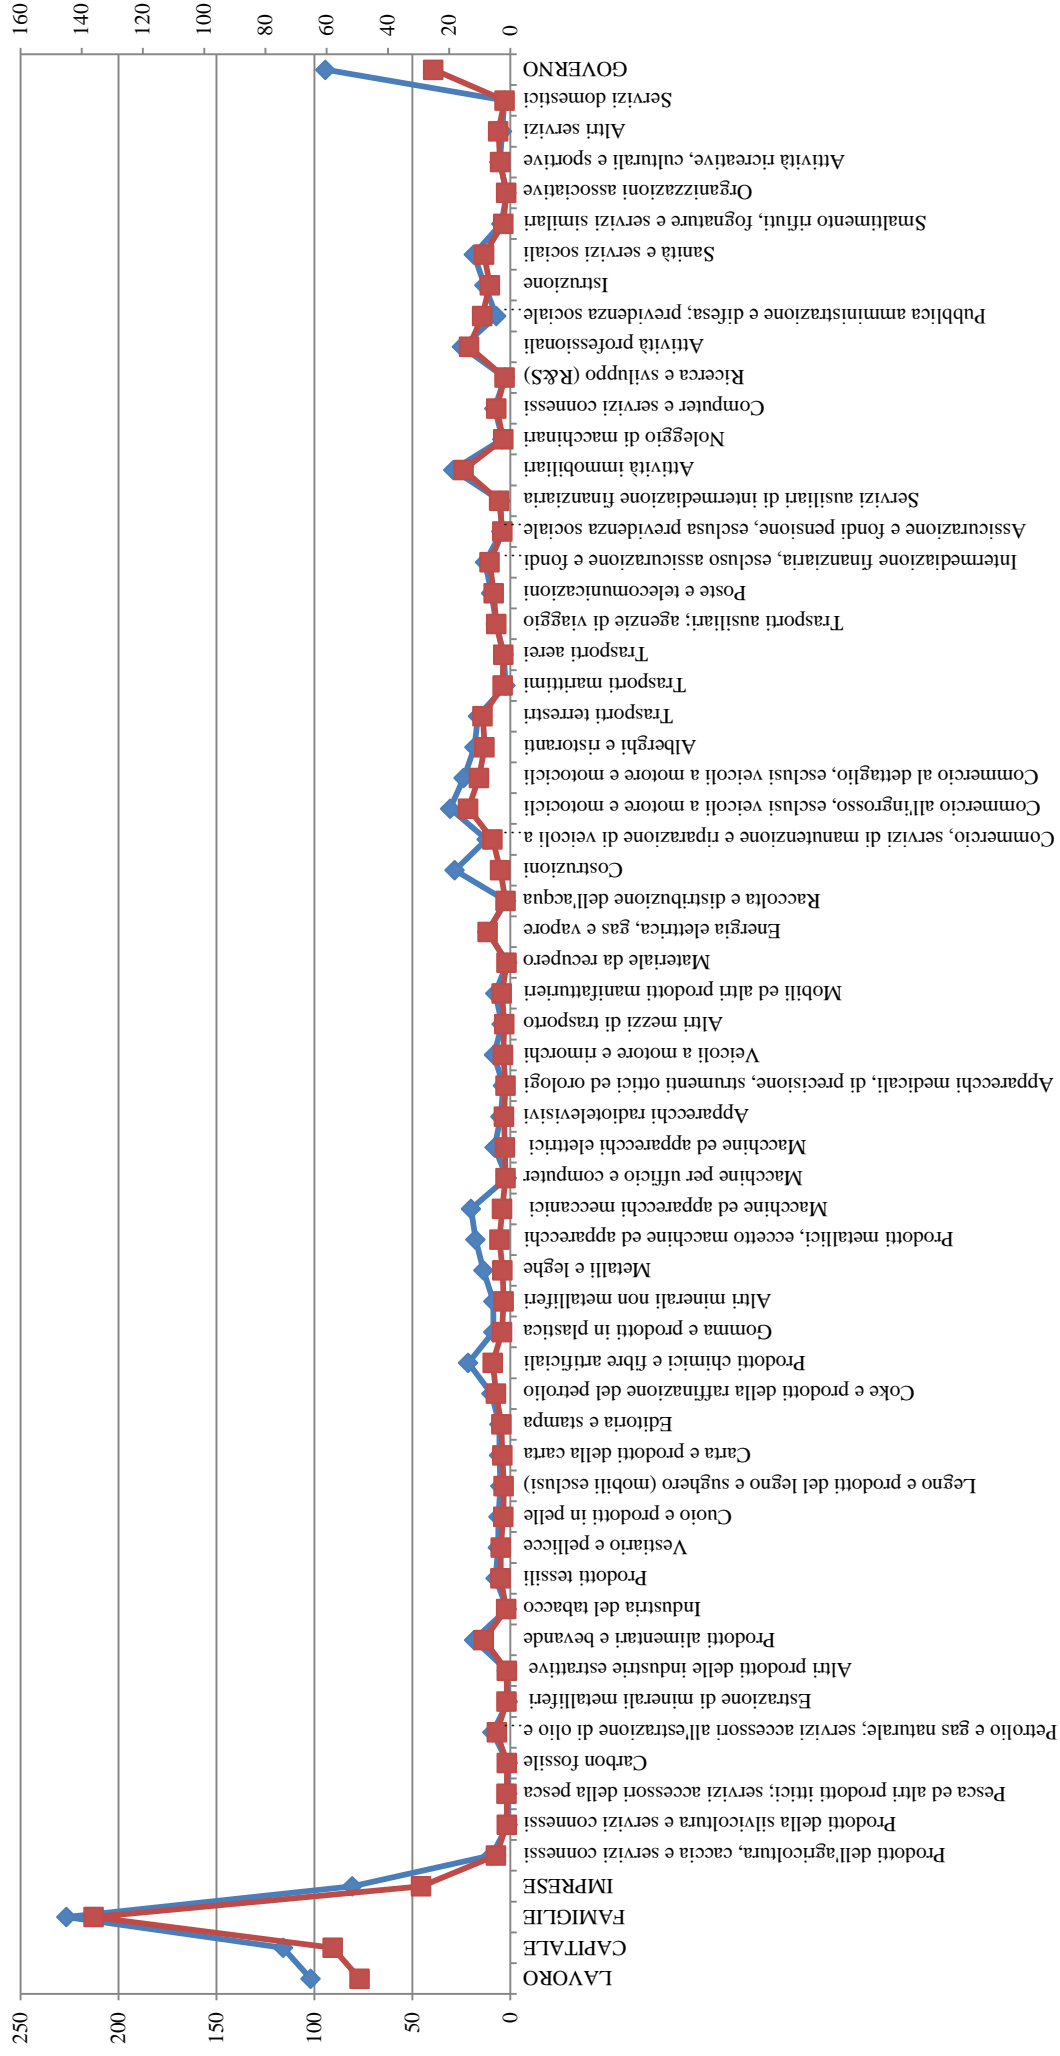 160
140
120
100
80
60
40
20
0
GOVERNO
Servizi domestici
Altri servizi
Attività ricreative, culturali e sportive
Organizzazioni associative
Smaltimento rifiuti, fognature e servizi similari
Sanità e servizi sociali
Istruzione
Pubblica amministrazione e difesa; previdenza sociale…
Attività professionali
Ricerca e sviluppo (R&S)
Computer e servizi connessi
Noleggio di macchinari
Attività immobiliari
Servizi ausiliari di intermediazione finanziaria
Assicurazione e fondi pensione, esclusa previdenza sociale…
Intermediazione finanziaria, escluso assicurazione e fondi…
Poste e telecomunicazioni
Trasporti ausiliari; agenzie di viaggio
Trasporti aerei
Trasporti marittimi
Trasporti terrestri
Alberghi e ristoranti
Commercio al dettaglio, esclusi veicoli a motore e motocicli
Commercio all'ingrosso, esclusi veicoli a motore e motocicli
Commercio, servizi di manutenzione e riparazione di veicoli a…
Costruzioni
Raccolta e distribuzione dell'acqua
Energia elettrica, gas e vapore
Materiale da recupero
Mobili ed altri prodotti manifatturieri
Altri mezzi di trasporto
Veicoli a motore e rimorchi
Apparecchi medicali, di precisione, strumenti ottici ed orologi
Apparecchi radiotelevisivi
Macchine ed apparecchi elettrici
Macchine per ufficio e computer
Macchine ed apparecchi meccanici
Prodotti metallici, eccetto macchine ed apparecchi
Metalli e leghe
Altri minerali non metalliferi
Gomma e prodotti in plastica
Prodotti chimici e fibre artificiali
Coke e prodotti della raffinazione del petrolio
Editoria e stampa
Carta e prodotti della carta
Legno e prodotti del legno e sughero (mobili esclusi)
Cuoio e prodotti in pelle
Vestiario e pellicce
Prodotti tessili
Industria del tabacco
Prodotti alimentari e bevande
Altri prodotti delle industrie estrattive
Estrazione di minerali metalliferi
Petrolio e gas naturale; servizi accessori all'estrazione di olio e…
Carbon fossile
Pesca ed altri prodotti ittici; servizi accessori della pesca
Prodotti della silvicoltura e servizi connessi
Prodotti dell'agricoltura, caccia e servizi connessi
IMPRESE
FAMIGLIE
CAPITALE
LAVORO
250
200
150
100
50
0